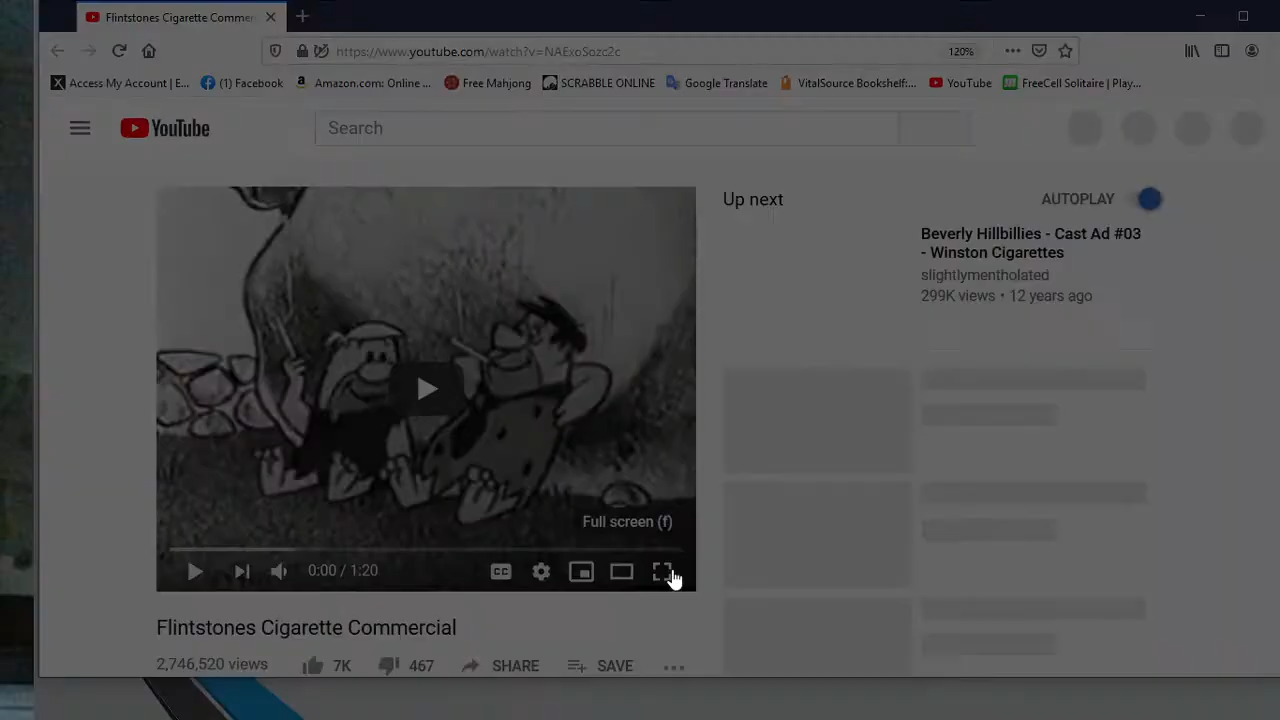 Flintstones Cigarette Commer
https://www.youtube.com/watch?v=NAExoSozc2c
120%
Access My Account | E...
(1) Facebook
Amazon.com: Online ...
Free Mahjong
SCRABBLE ONLINE
Google Translate
VitalSource Bookshelf:...
YouTube
FreeCell Solitaire | Play...
YouTube
Search
Up next
AUTOPLAY
Beverly Hillbillies - Cast Ad #03
- Winston Cigarettes
slightlymentholated
299K views • 12 years ago
Full screen (f)
0:00 / 1:20
CC
Flintstones Cigarette Commercial
2,746,520 views
7K
467
SHARE
SAVE